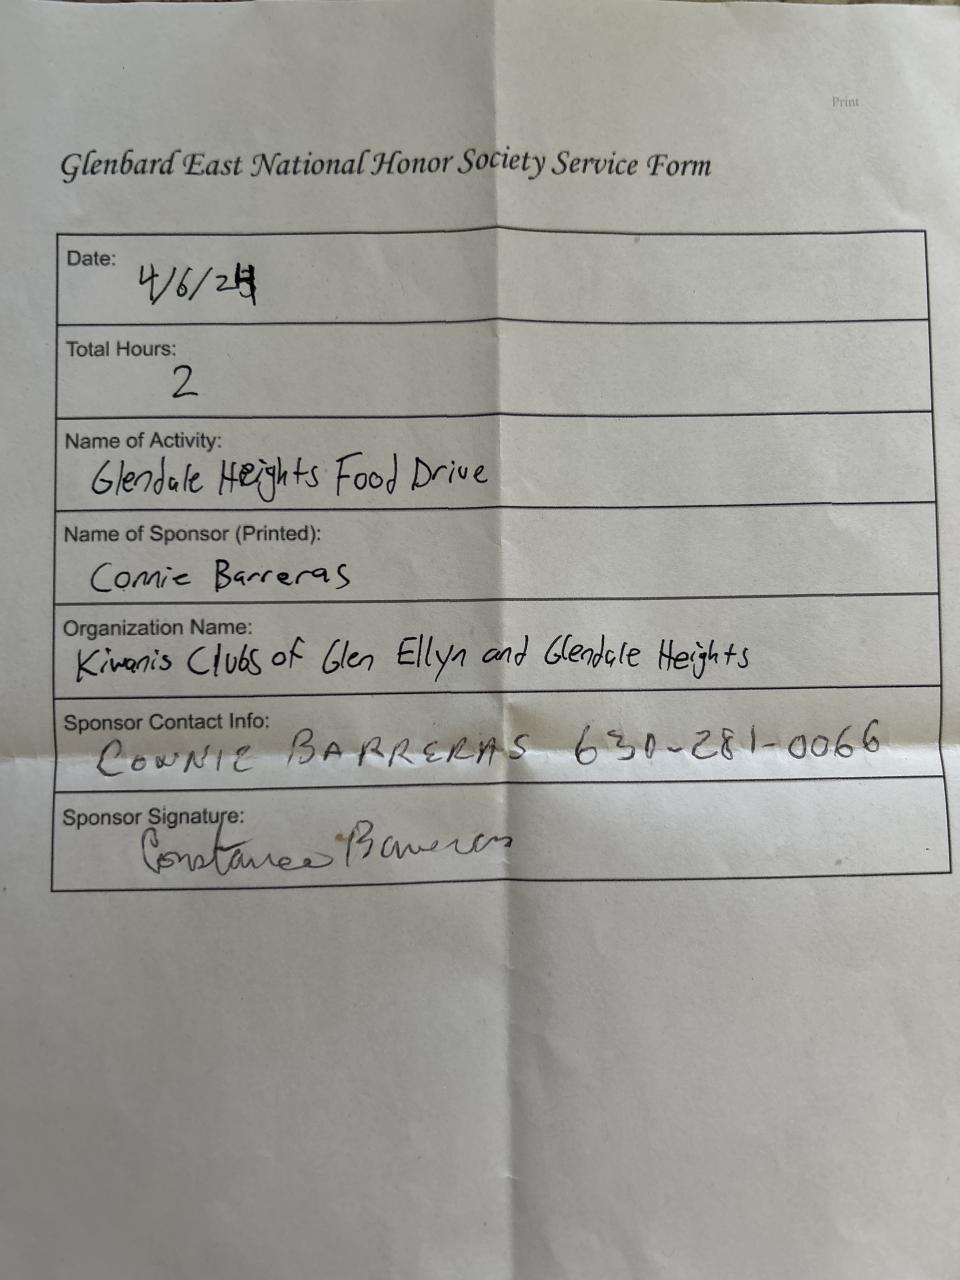 Print
Glenbard East National Honor Society Service Form
Date:
4/6/24
Total Hours:
2
Name of Activity:
Glendale Heights Food Drive
Name of Sponsor (Printed):
Connie Barreras
Organization Name:
Kiwanis Clubs of Glen Ellyn and Glendale Heights
Sponsor Contact Info:
CONNIE BARRERAS 630-281-0066
Sponsor Signature:
Constance Barreras